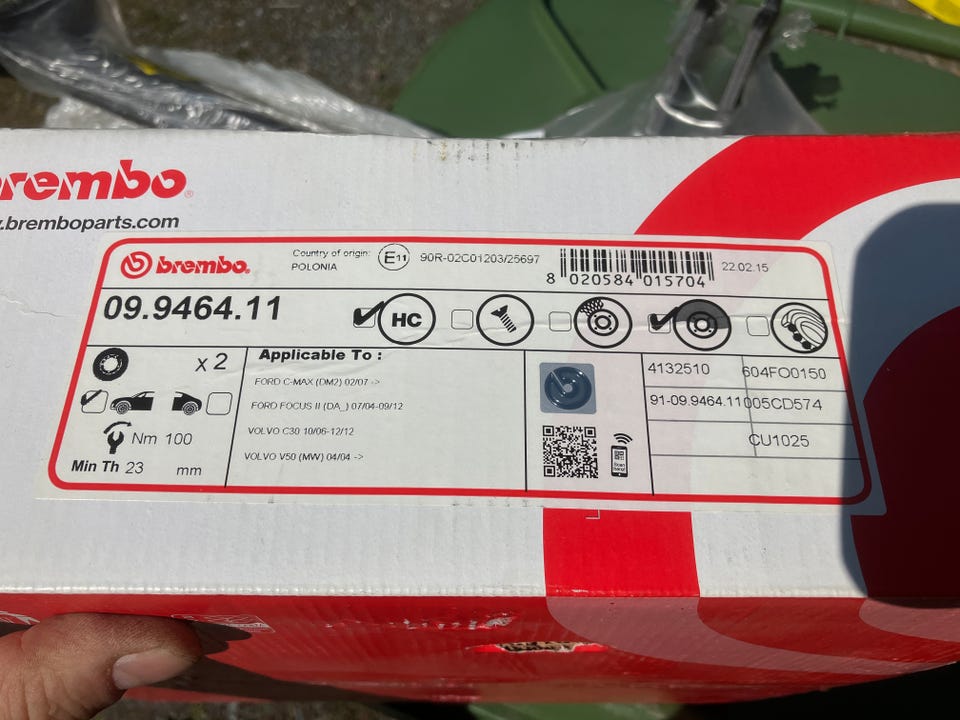 brembo®
www.bremboparts.com
brembo®
Country of origin:
POLONIA
E11
90R-02C01203/25697
8 020584 015704
22.02.15
09.9464.11
HC
x 2
Applicable To :
FORD C-MAX (DM2) 02/07 ->
FORD FOCUS II (DA_) 07/04-09/12
VOLVO C30 10/06-12/12
VOLVO V50 (MW) 04/04 ->
Nm 100
Min Th 23 mm
4132510 604FO0150
91-09.9464.11 005CD574
CU1025